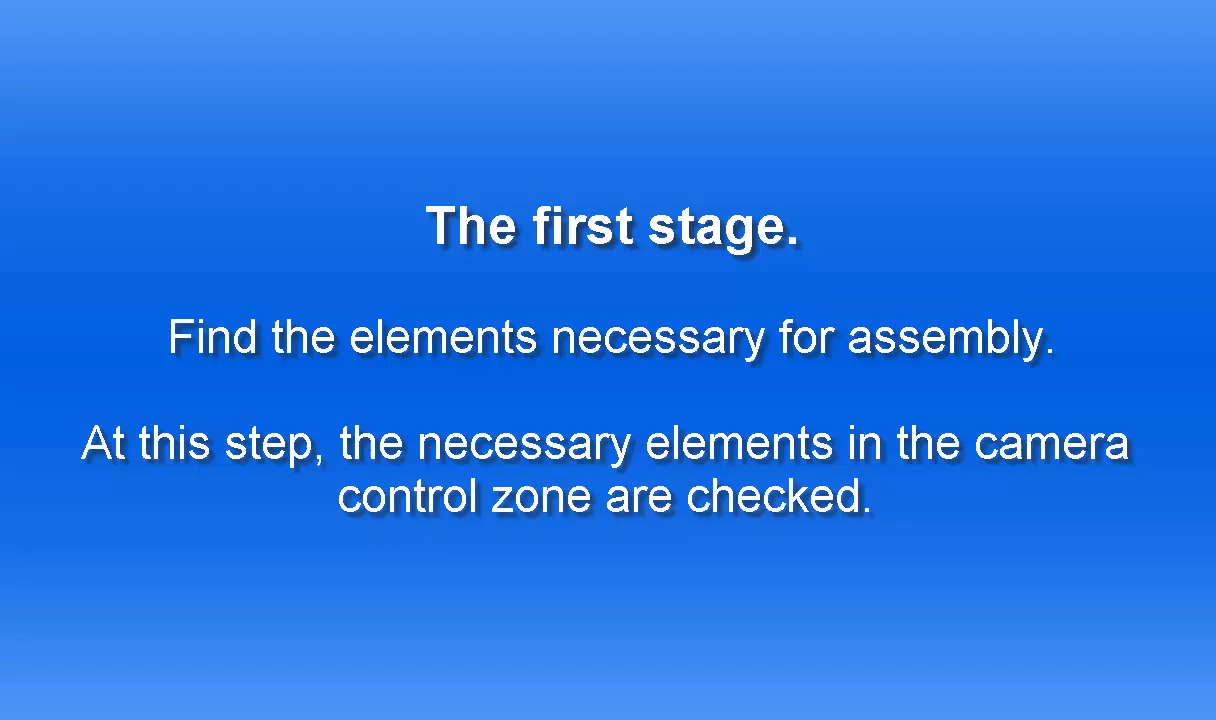 The first stage.
Find the elements necessary for assembly.
At this step, the necessary elements in the camera
control zone are checked.